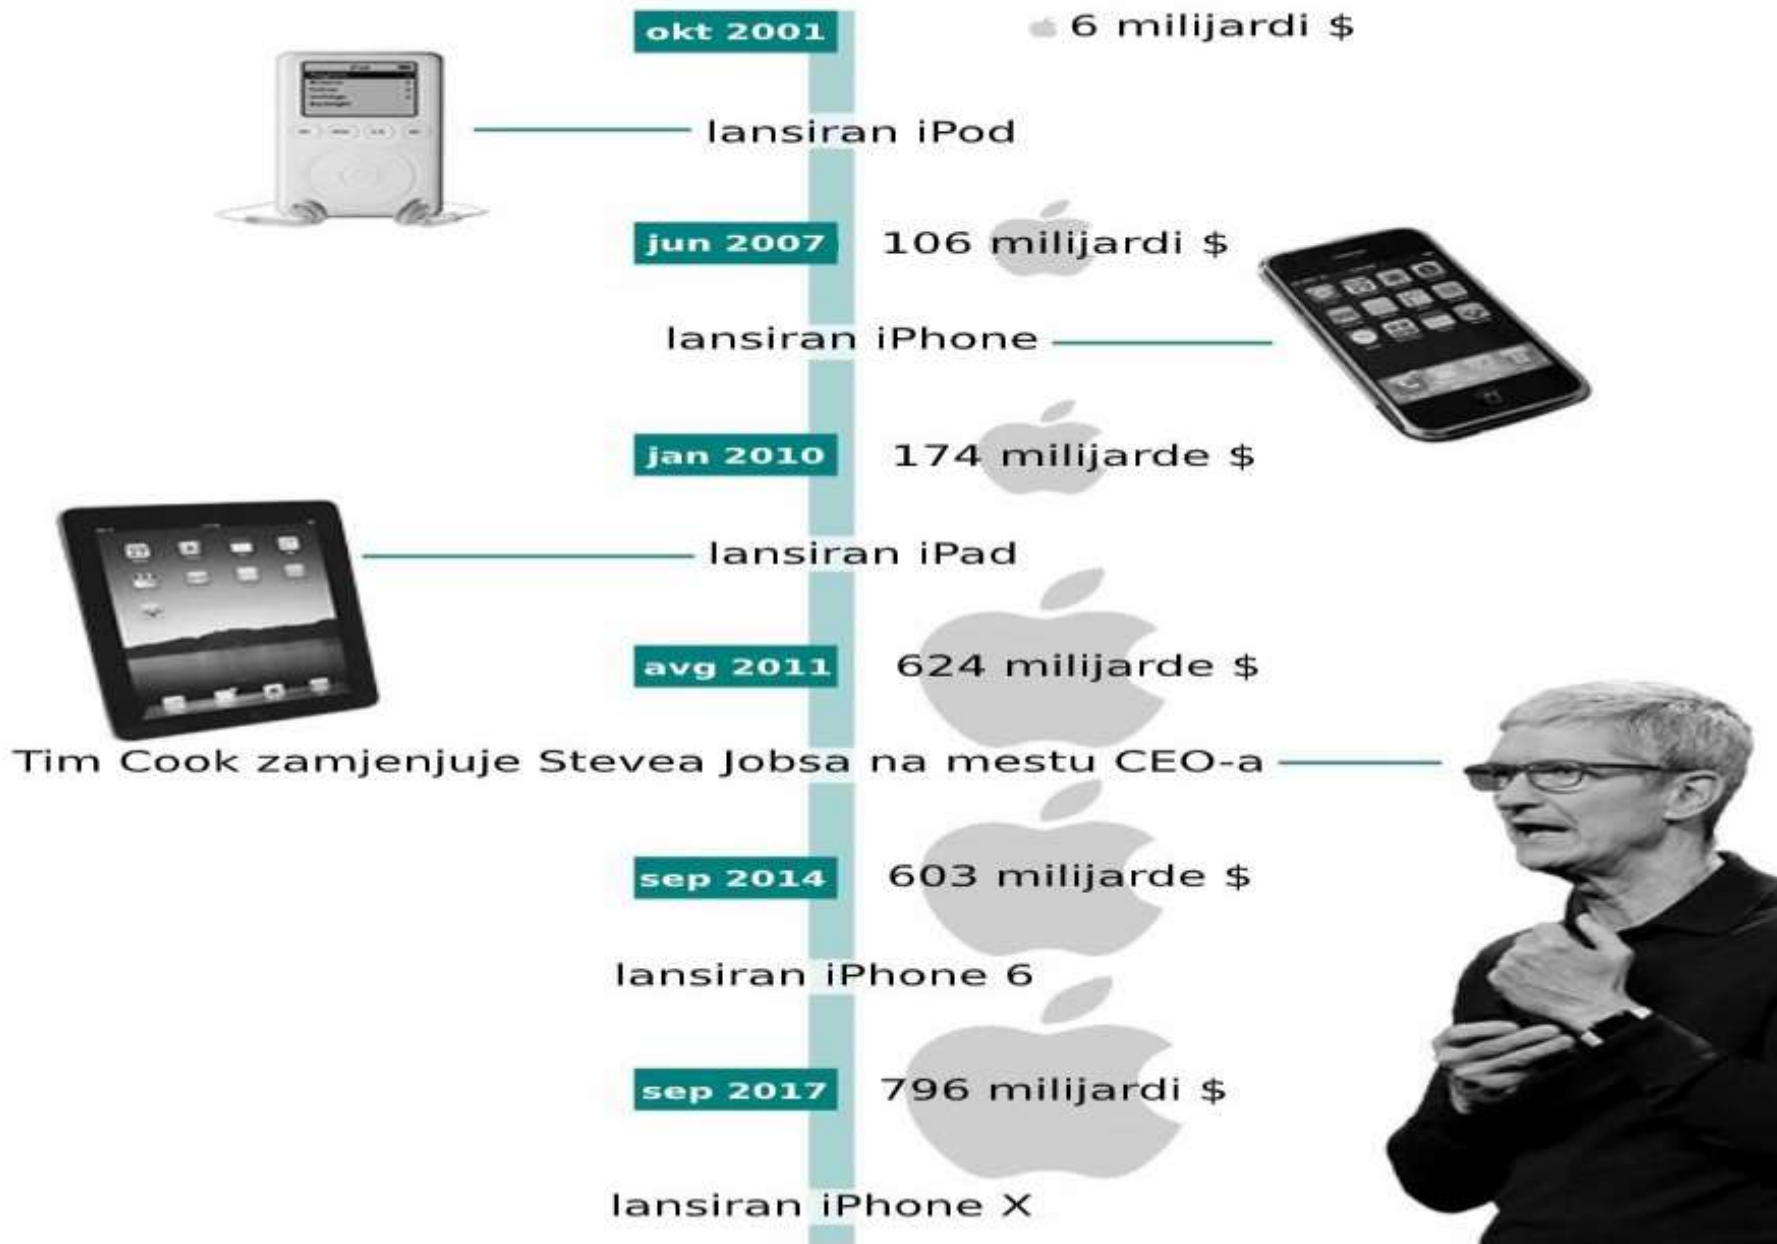 okt 2001
6 milijardi $
lansiran iPod
jun 2007
106 milijardi $
lansiran iPhone
jan 2010
174 milijarde $
lansiran iPad
avg 2011
624 milijarde $
Tim Cook zamjenjuje Stevea Jobsa na mestu CEO-a
sep 2014
603 milijarde $
lansiran iPhone 6
sep 2017
796 milijardi $
lansiran iPhone X